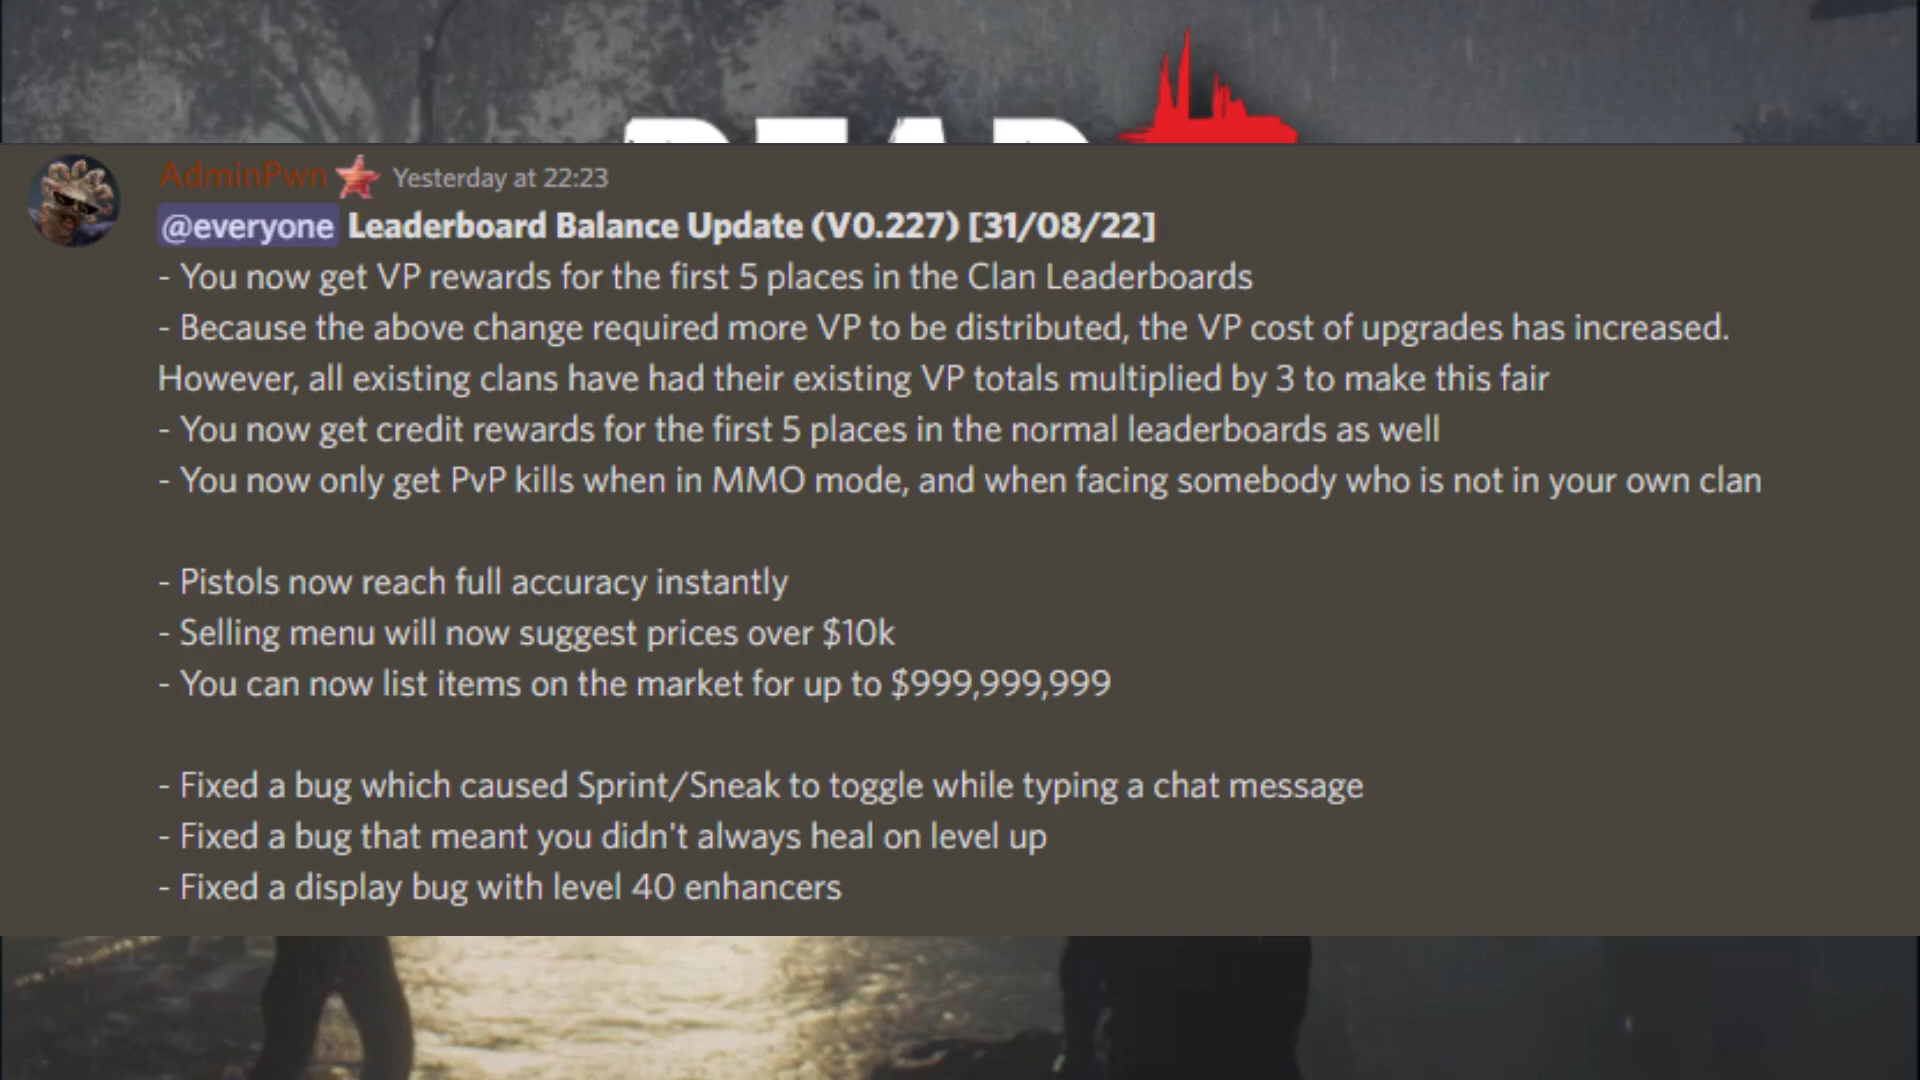 DEAD
AdminPwn Yesterday at 22:23
@everyone Leaderboard Balance Update (V0.227) [31/08/22]
- You now get VP rewards for the first 5 places in the Clan Leaderboards
- Because the above change required more VP to be distributed, the VP cost of upgrades has increased.
However, all existing clans have had their existing VP totals multiplied by 3 to make this fair
- You now get credit rewards for the first 5 places in the normal leaderboards as well
- You now only get PvP kills when in MMO mode, and when facing somebody who is not in your own clan
- Pistols now reach full accuracy instantly
- Selling menu will now suggest prices over $10k
- You can now list items on the market for up to $999,999,999
- Fixed a bug which caused Sprint/Sneak to toggle while typing a chat message
- Fixed a bug that meant you didn't always heal on level up
- Fixed a display bug with level 40 enhancers